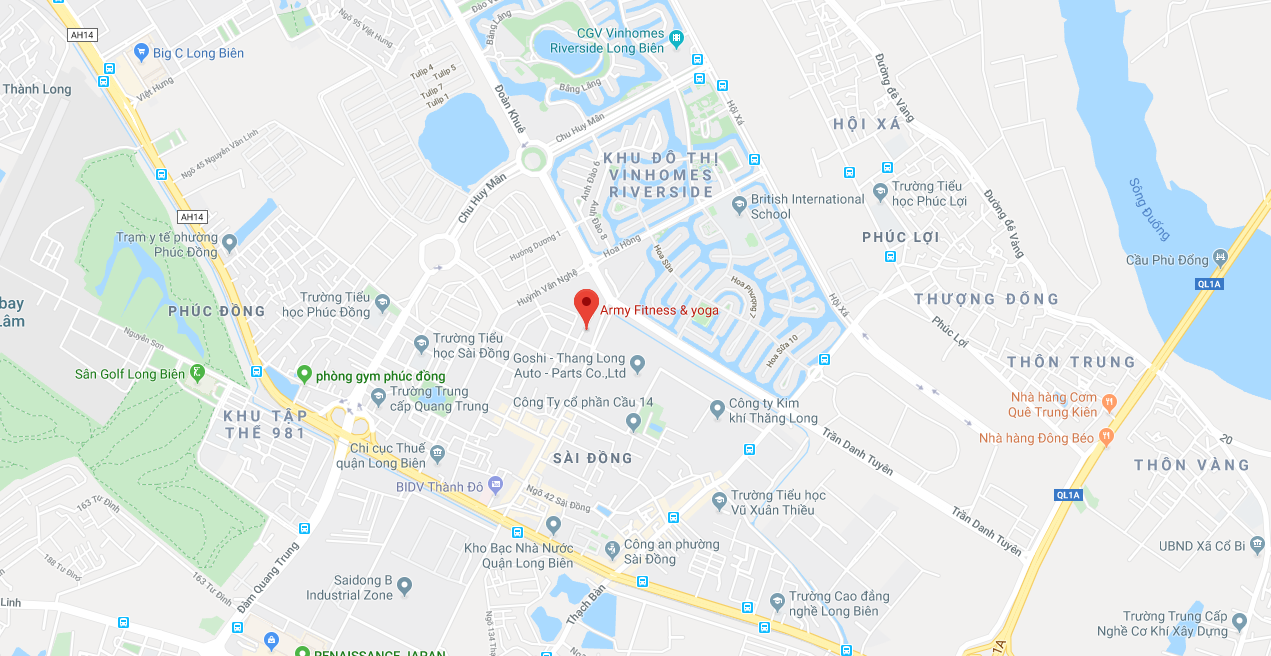 Đào Vă
Bằng Lăng
AH14
Ngõ 95 Việt Hưng
CGV Vinhomes
Riverside Long Biên
Big C Long Biên
Tulip 4
Tulip 5
Tulip 7
Tulip 1
Thành Long
Việt Hưng
Bằng Lăng
Đoàn Khuê
Chu Huy Mân
Hội Xá
Đường đê Vàng
HỘI XÁ
Ngõ 45 Nguyễn Văn Linh
KHU ĐÔ THỊ
VINHOMES
RIVERSIDE
Anh Đào 6
Anh Đào 8
Chu Huy Mân
British International
School
Trường Tiểu
học Phúc Lợi
Đường đê Vàng
Sông Đuống
AH14
Trạm y tế phường
Phúc Đồng
Hướng Dương 1
Hoa Hồng
Hoa Sữa
PHÚC LỢI
Cầu Phù Đổng
QL1A
Huỳnh Văn Nghệ
Hoa Phượng 7
Hội Xá
THƯỢNG ĐỒNG
bay
Lâm
PHÚC ĐỒNG
Trường Tiểu
học Phúc Đồng
Army Fitness & yoga
Phúc Lợi
Nguyễn Sơn
Trường Tiểu
học Sài Đồng
Goshi - Thang Long
Auto - Parts Co.,Ltd
Hoa Sữa 10
THÔN TRUNG
Sân Golf Long Biên
phòng gym phúc đồng
Trường Trung
cấp Quang Trung
Công Ty cổ phần Cầu 14
Công ty Kim
khí Thăng Long
Nhà hàng Cơm
Quê Trung Kiên
KHU TẬP
THỂ 981
Nhà hàng Đông Béo
20
Chi cục Thuế
quận Long Biên
SÀI ĐỒNG
Trần Danh Tuyên
THÔN VÀNG
BIDV Thành Đô
Ngõ 42 Sài Đồng
Trường Tiểu học
Vũ Xuân Thiều
QL1A
163 Tư Đình
Trần Danh Tuyên
Kho Bạc Nhà Nước
Quận Long Biên
Công an phường
Sài Đồng
UBND Xã Cổ Bi
188 Tư Đình
Đàm Quang Trung
Saidong B
Industrial Zone
Thạch Bàn
Trường Cao đẳng
nghề Long Biên
Linh
Ngõ 134 Tha
Trường Trung Cấp
Nghề Cơ Khí Xây Dựng
1A
RENAISSANCE JAPAN